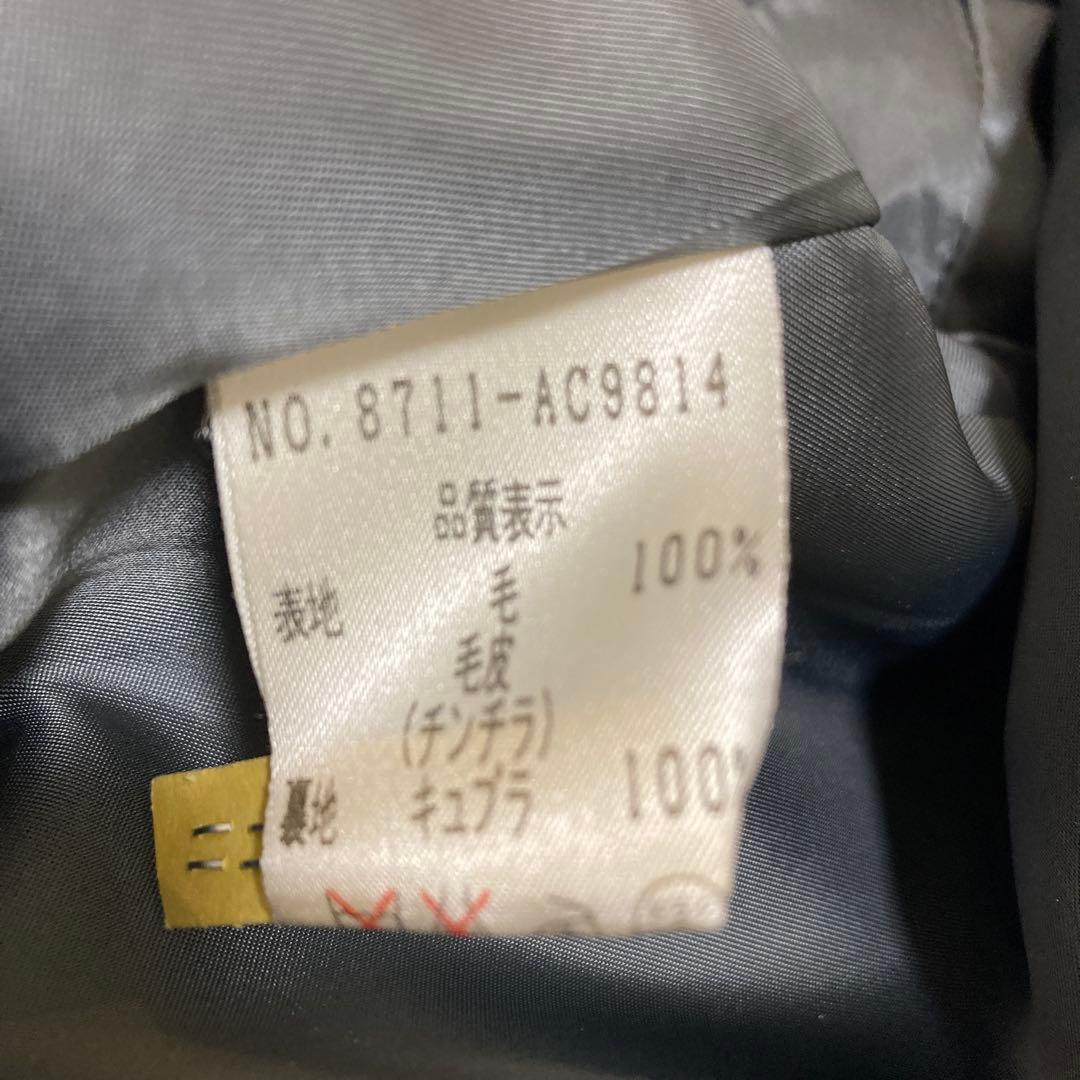 NO. 8711-AC9814
品質表示
表地 毛 100%
毛皮
(チンチラ)
裏地 キュプラ 100%